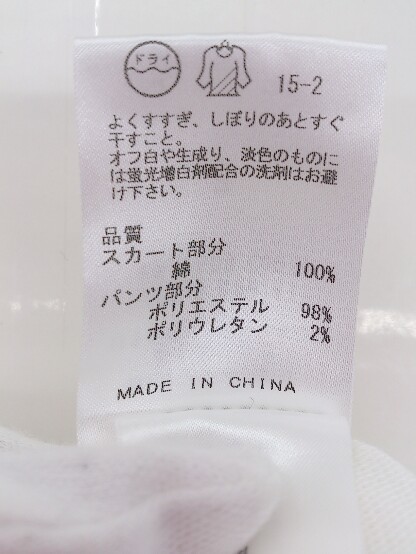 ドライ
15-2
よくすすぎ、しぼりのあとすぐ
干すこと。
オフ白や生成り、淡色のものに
は蛍光増白剤配合の洗剤はお避
け下さい。
品質
スカート部分
綿 100%
パンツ部分
ポリエステル 98%
ポリウレタン 2%
MADE IN CHINA